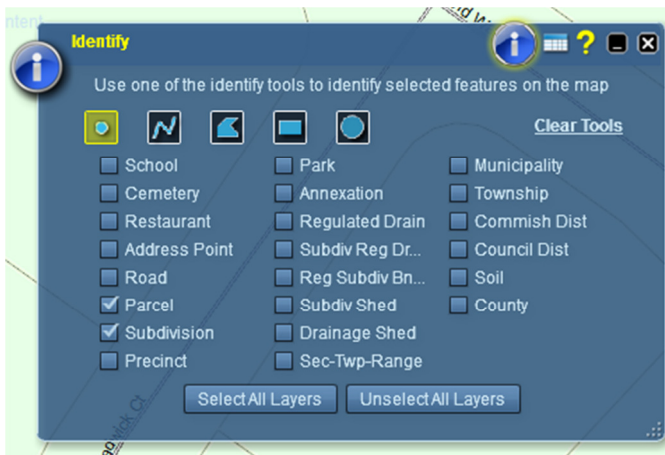 Identify
Use one of the identify tools to identify selected features on the map
Clear Tools
School
Park
Municipality
Cemetery
Annexation
Township
Restaurant
Regulated Drain
Commish Dist
Address Point
Subdiv Reg Dr...
Council Dist
Road
Reg Subdiv Bn...
Soil
Parcel
Subdiv Shed
County
Subdivision
Drainage Shed
Precinct
Sec-Twp-Range
Select All Layers
Unselect All Layers